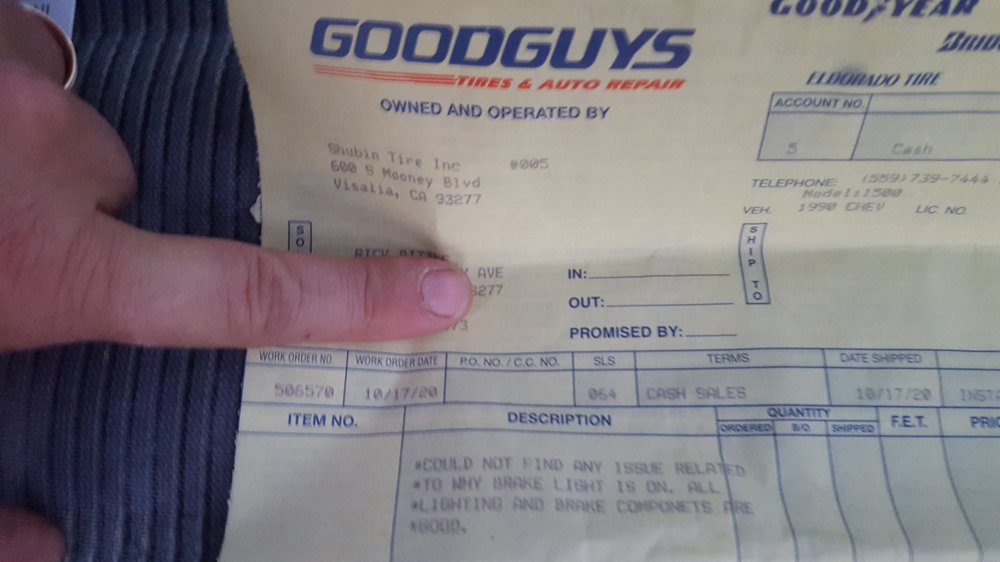 GOODGUYS
TIRES & AUTO REPAIR
OWNED AND OPERATED BY
Shubin Tire Inc #005
600 S Mooney Blvd
Visalia, CA 93277
GOODYEAR
ELDORADO TIRE
ACCOUNT NO.
5 Cash
TELEPHONE: (559)739-7444
Model:1500
VEH. 1990 CHEV LIC. NO.
RICK
AVE
3277
73
IN:
OUT:
PROMISED BY:
SHIP TO
WORK ORDER NO. WORK ORDER DATE P.O. NO. / C.C. NO. SLS TERMS DATE SHIPPED
506570 10/17/20 064 CASH SALES 10/17/20
ITEM NO. DESCRIPTION QUANTITY F.E.T.
ORDERED B/O SHIPPED
*COULD NOT FIND ANY ISSUE RELATED
*TO WHY BRAKE LIGHT IS ON. ALL
*LIGHTING AND BRAKE COMPONETS ARE
*GOOD.